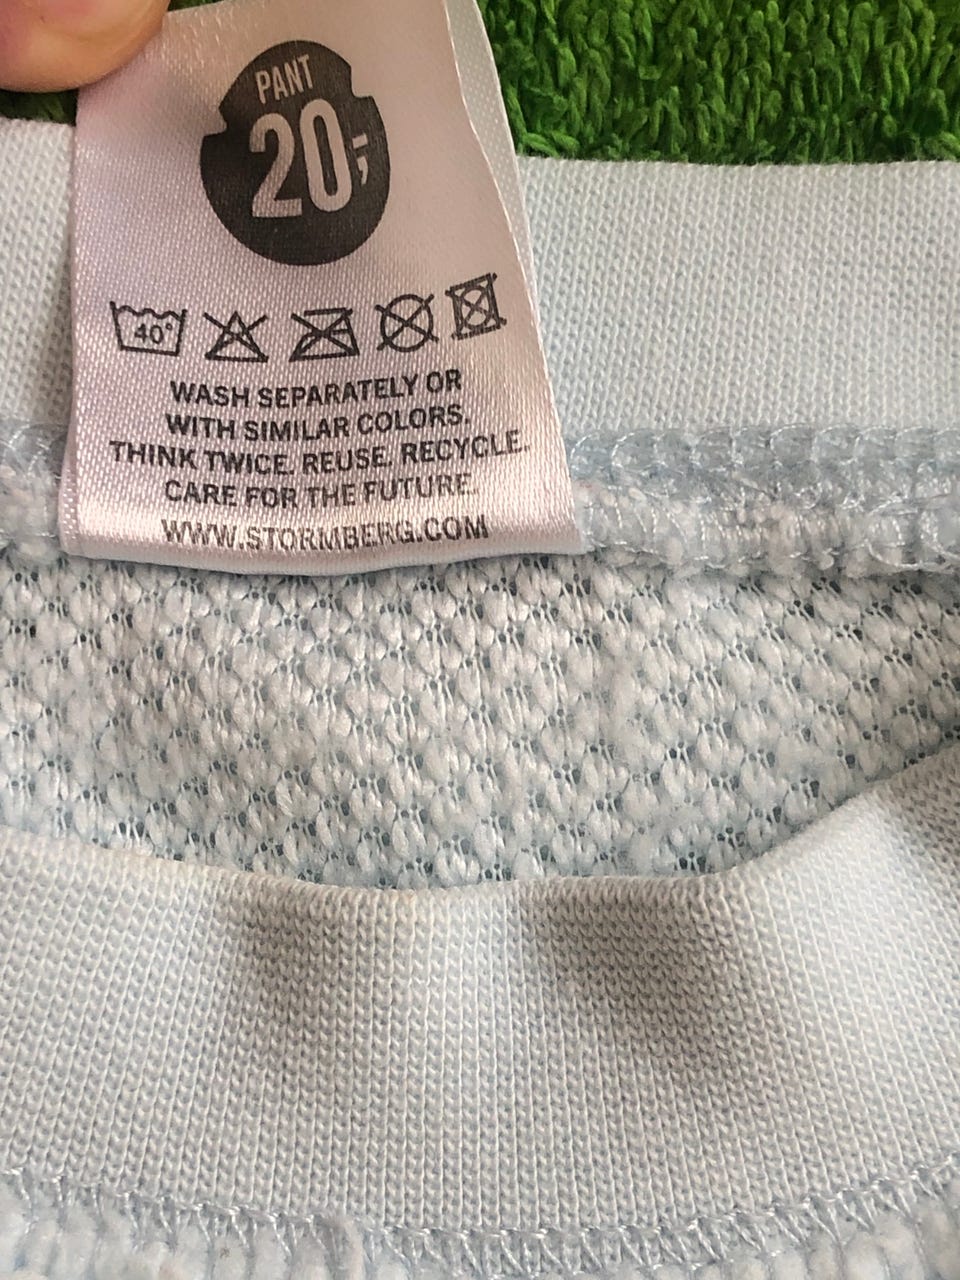 PANT
20,-
40°
WASH SEPARATELY OR
WITH SIMILAR COLORS.
THINK TWICE. REUSE. RECYCLE.
CARE FOR THE FUTURE.
WWW.STORMBERG.COM